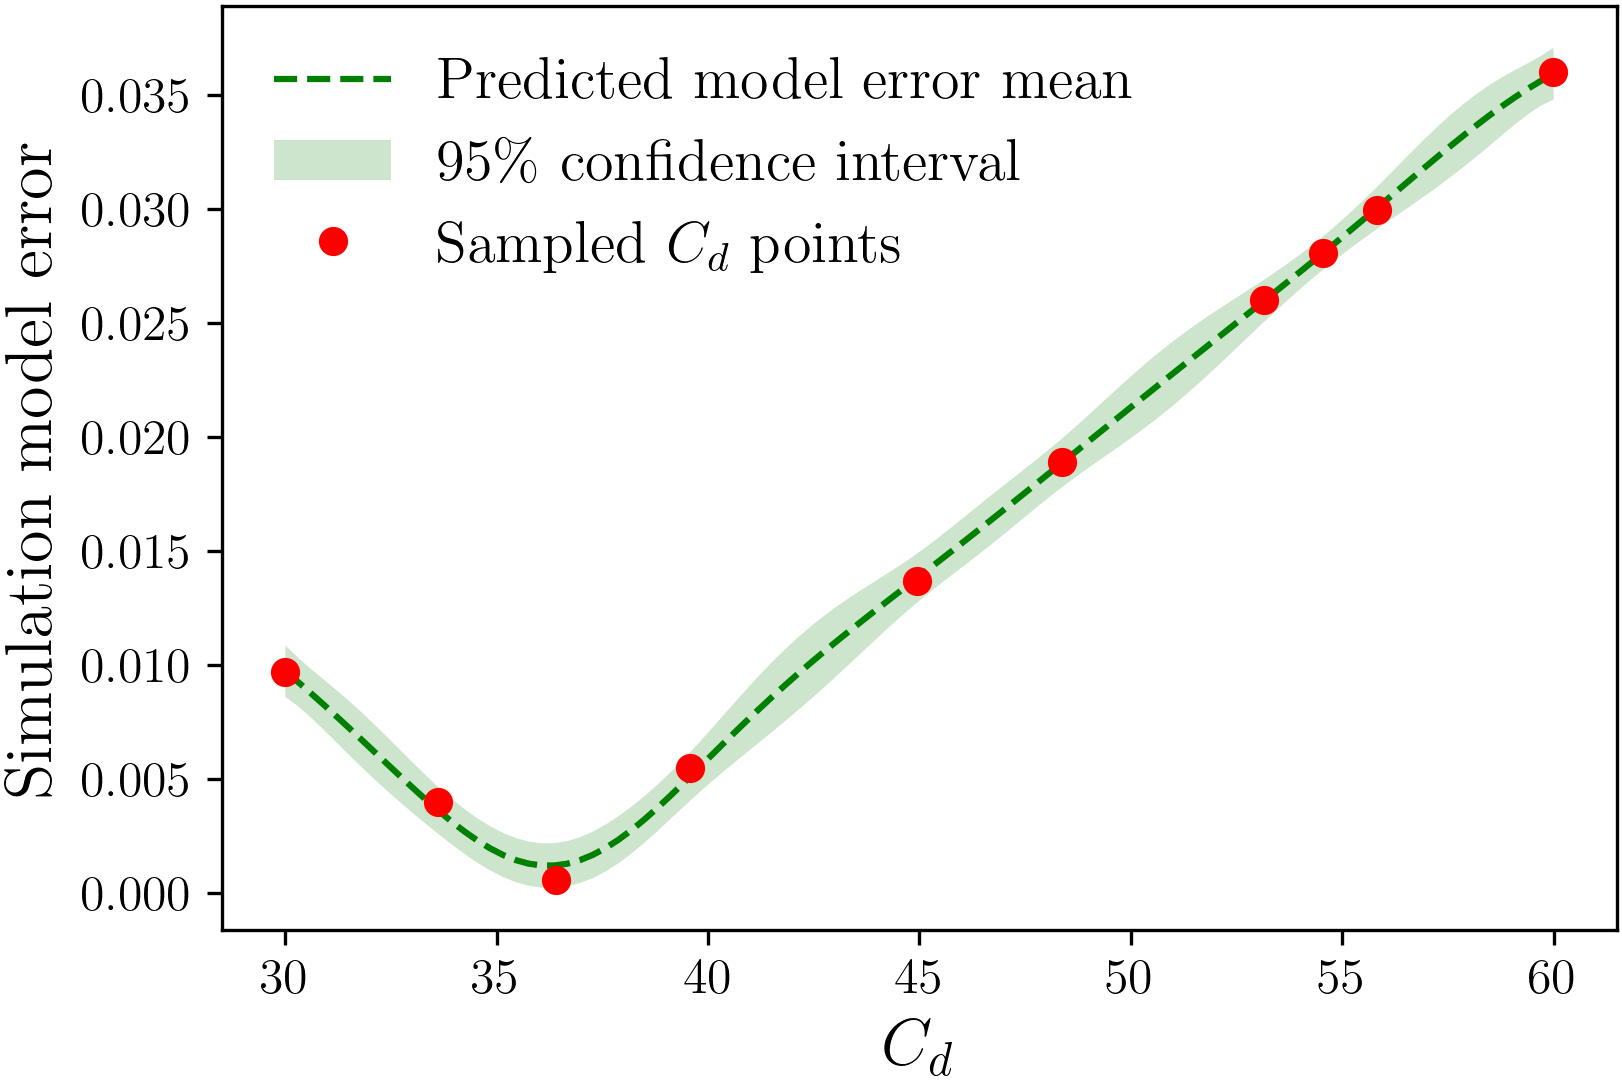 Predicted model error mean
95% confidence interval
Sampled C_d points
Simulation model error
0.035
0.030
0.025
0.020
0.015
0.010
0.005
0.000
30 35 40 45 50 55 60
C_d